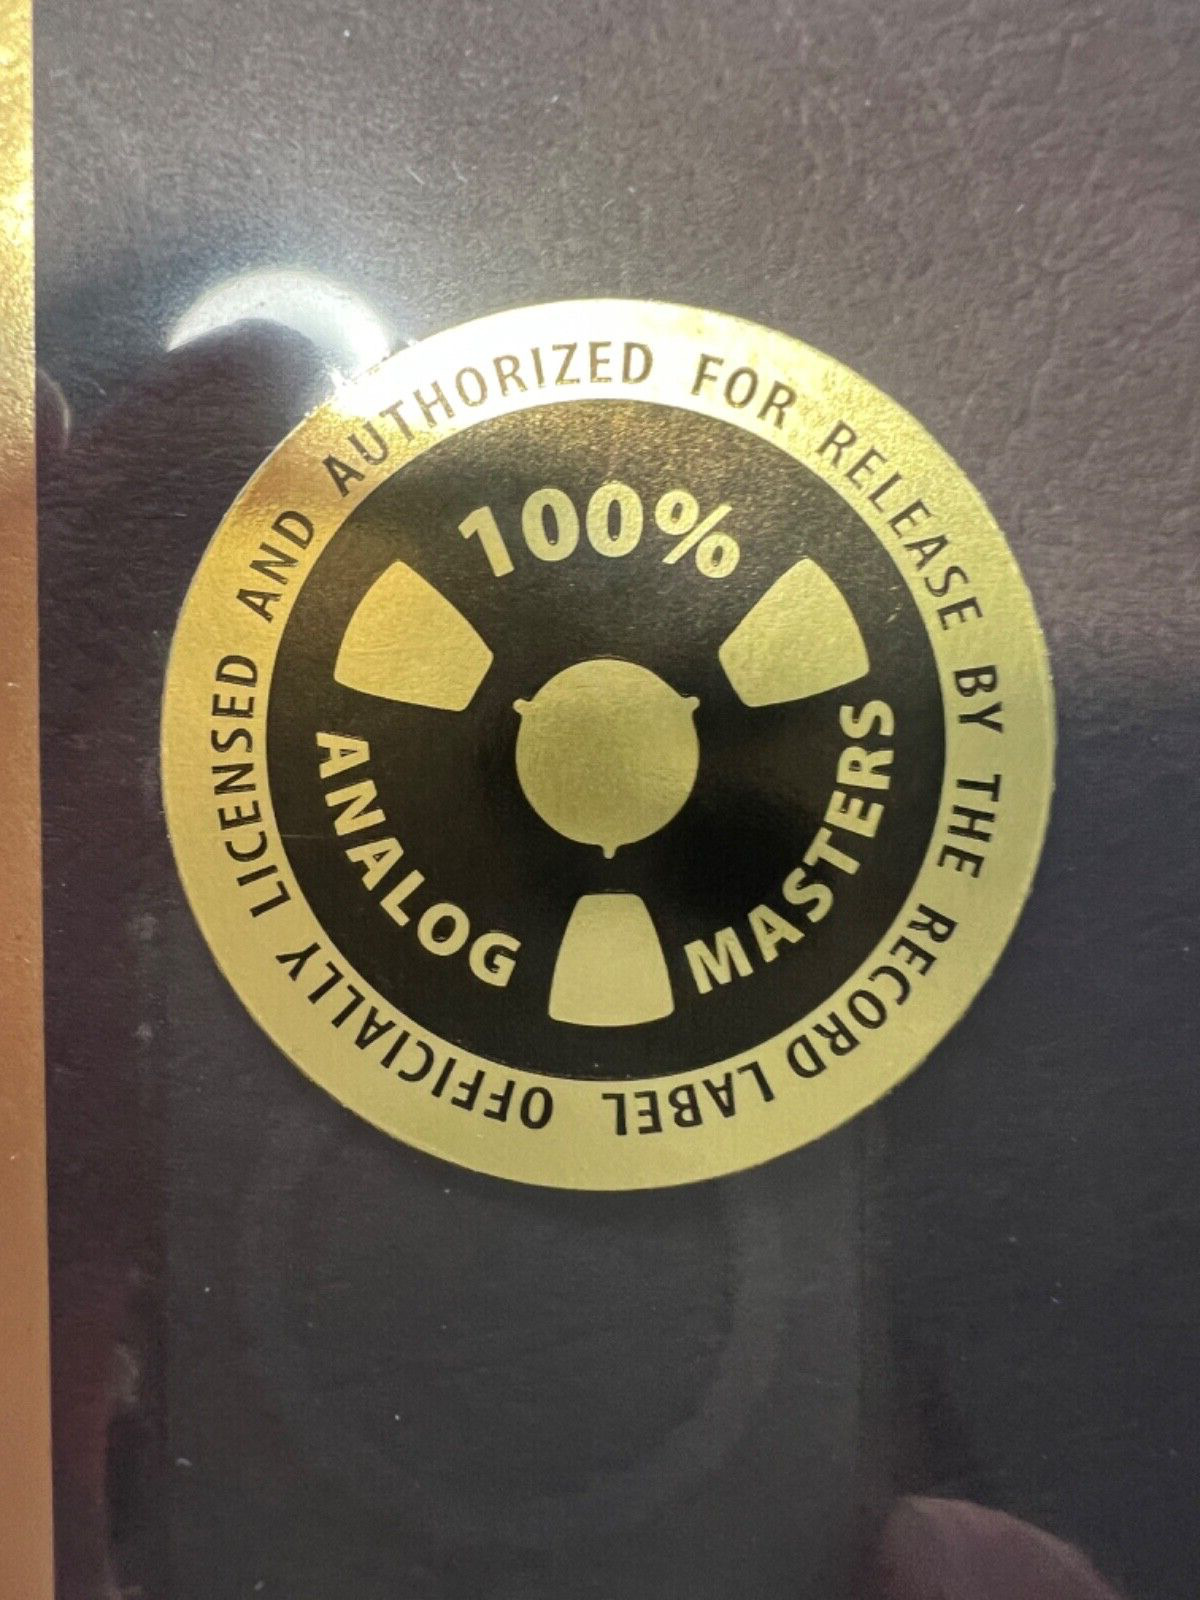 OFFICIALLY LICENSED AND AUTHORIZED FOR RELEASE BY THE RECORD LABEL
100%
ANALOG
MASTERS